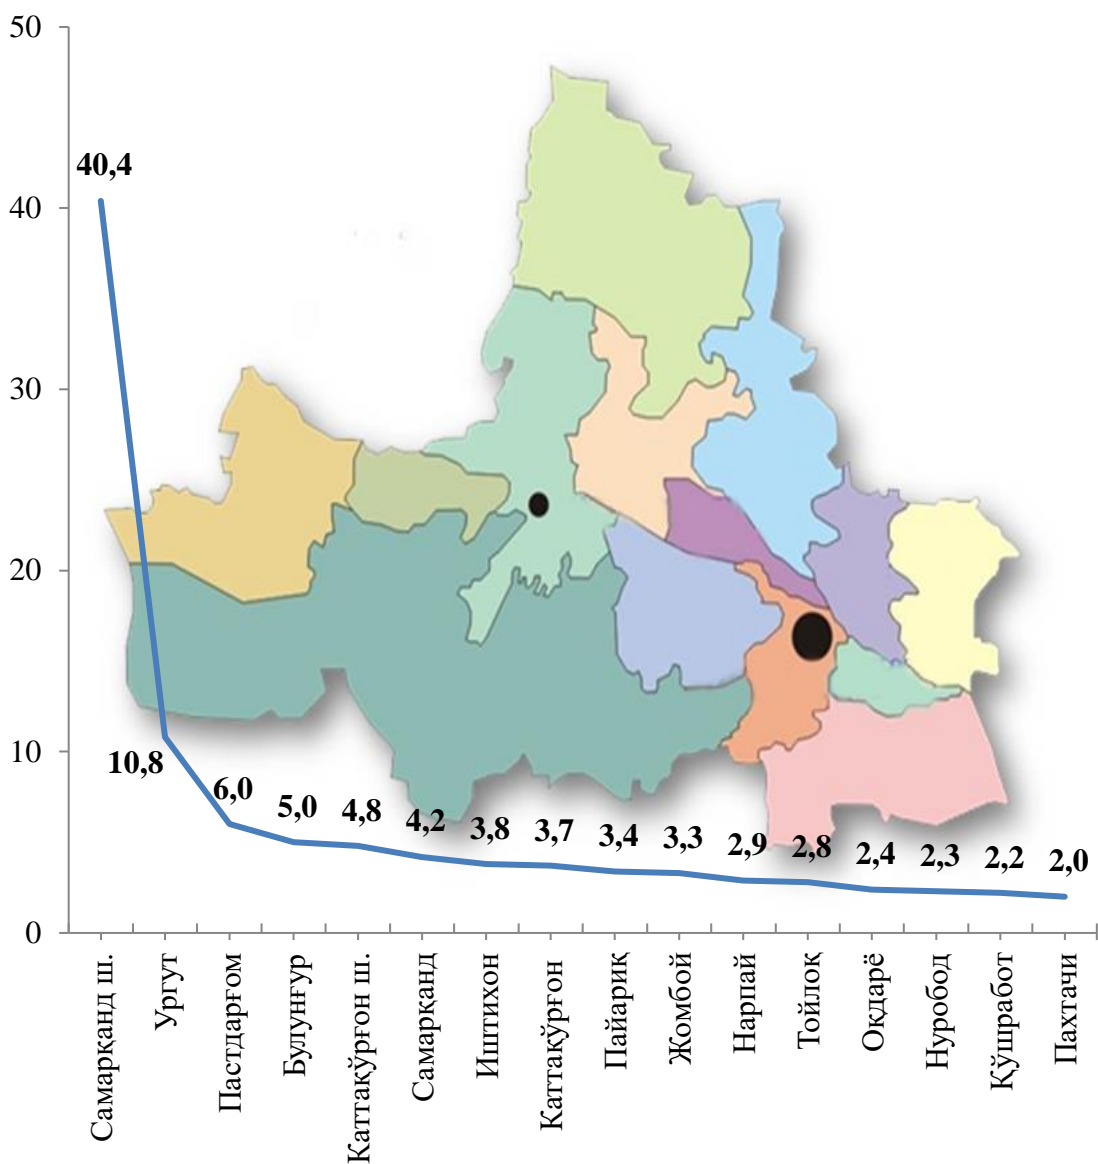 50
40
30
20
10
0
40,4
10,8
6,0
5,0
4,8
4,2
3,8
3,7
3,4
3,3
2,9
2,8
2,4
2,3
2,2
2,0
Самарқанд ш.
Ургут
Пастдарғом
Булунғур
Каттақўрғон ш.
Самарқанд
Иштихон
Каттақўрғон
Пайариқ
Жомбой
Нарпай
Тойлоқ
Оқдарё
Нуробод
Қўшработ
Пахтачи